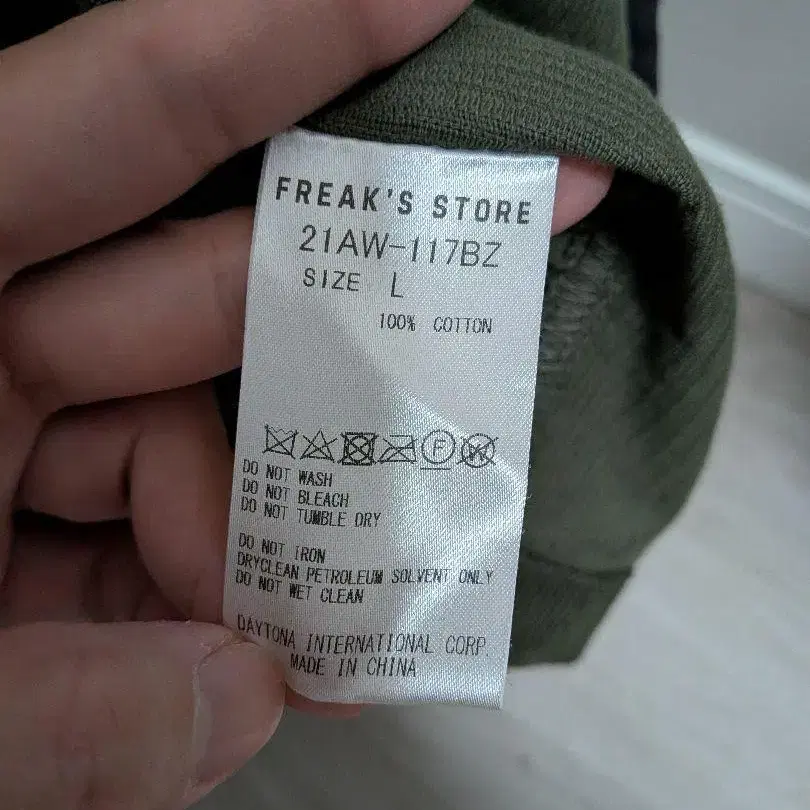 FREAK'S STORE
21AW-117BZ
SIZE L
100% COTTON
F W
DO NOT WASH
DO NOT BLEACH
DO NOT TUMBLE DRY
DO NOT IRON
DRYCLEAN PETROLEUM SOLVENT ONLY
DO NOT WET CLEAN
DAYTONA INTERNATIONAL CORP.
MADE IN CHINA